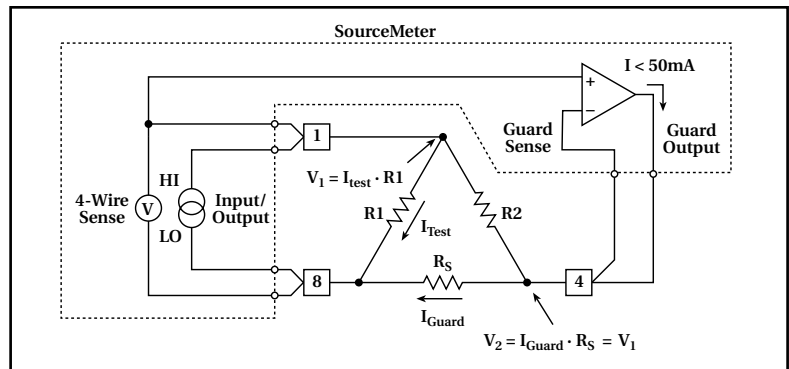 SourceMeter
I < 50mA
+
−
Guard
Sense
Guard
Output
1
V₁ = Iₜₑₛₜ · R1
HI
4-Wire
Sense
V
Input/
Output
LO
R1
R2
I_Test
R_S
8
4
I_Guard
V₂ = I_Guard · R_S = V₁